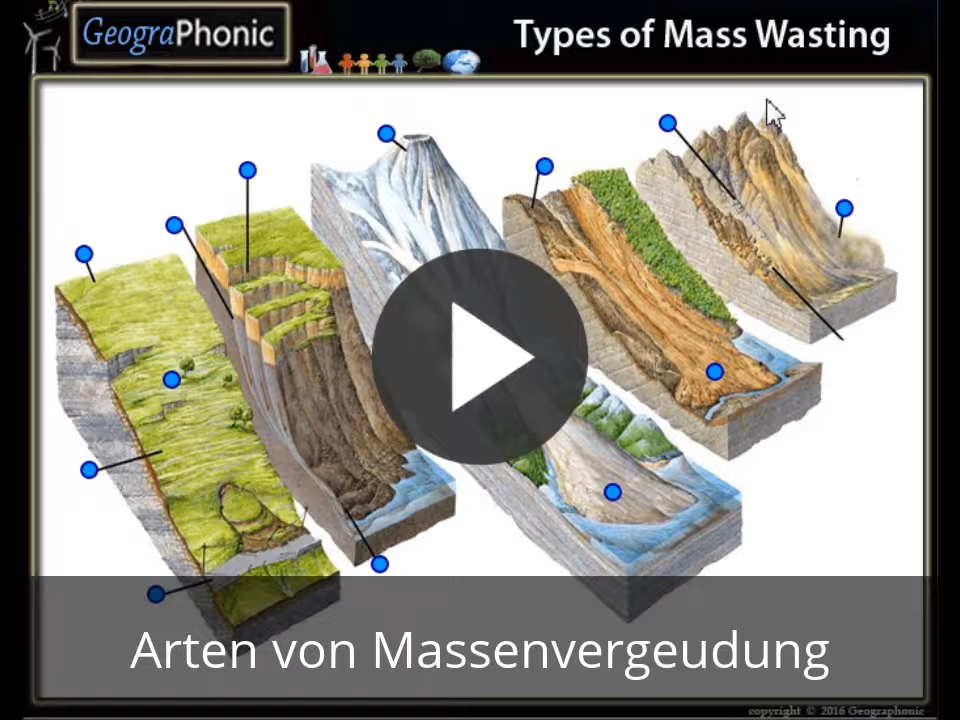 GeograPhonic
Types of Mass Wasting
Arten von Massenvergeudung
copyright © 2016 Geographonic